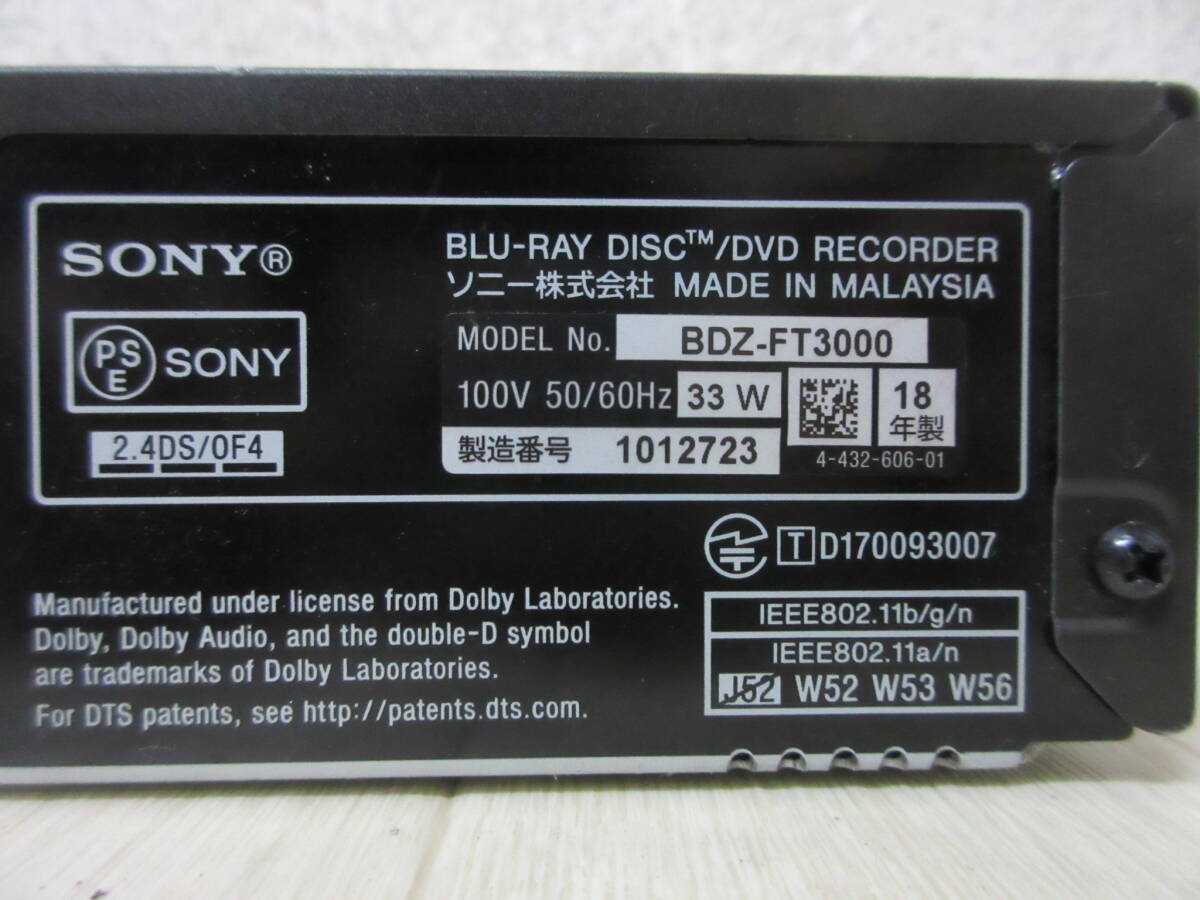 SONY®
BLU-RAY DISC™/DVD RECORDER
ソニー株式会社 MADE IN MALAYSIA
PS E SONY
MODEL No. BDZ-FT3000
100V 50/60Hz 33 W
18
年製
2.4DS/OF4
製造番号 1012723
4-432-606-01
T D170093007
Manufactured under license from Dolby Laboratories.
Dolby, Dolby Audio, and the double-D symbol
are trademarks of Dolby Laboratories.
For DTS patents, see http://patents.dts.com.
IEEE802.11b/g/n
IEEE802.11a/n
J52 W52 W53 W56